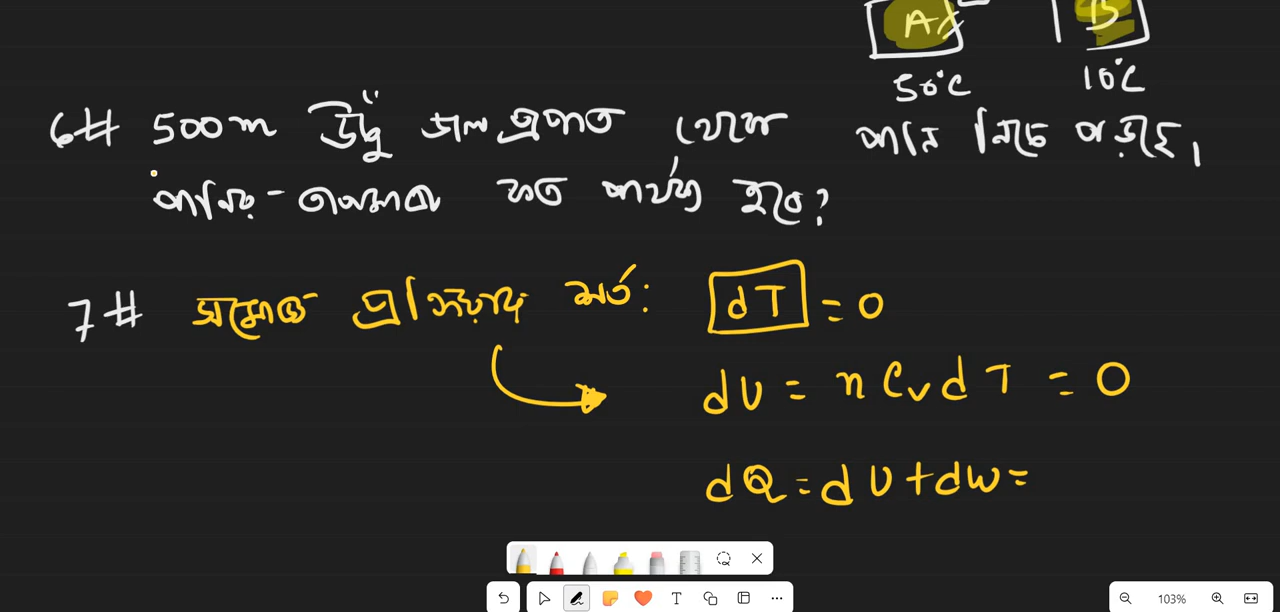 A B
50°C 10°C
6# 500m উঁচু জলপ্রপাত থেকে পানি নিচে পড়ছে,
পানির তাপমাত্রা কত পার্থক্য হবে?
7# সমোষ্ণ প্রক্রিয়ায় শর্ত: dT = 0
dU = nCvdT = 0
dQ = dU + dW =
103%